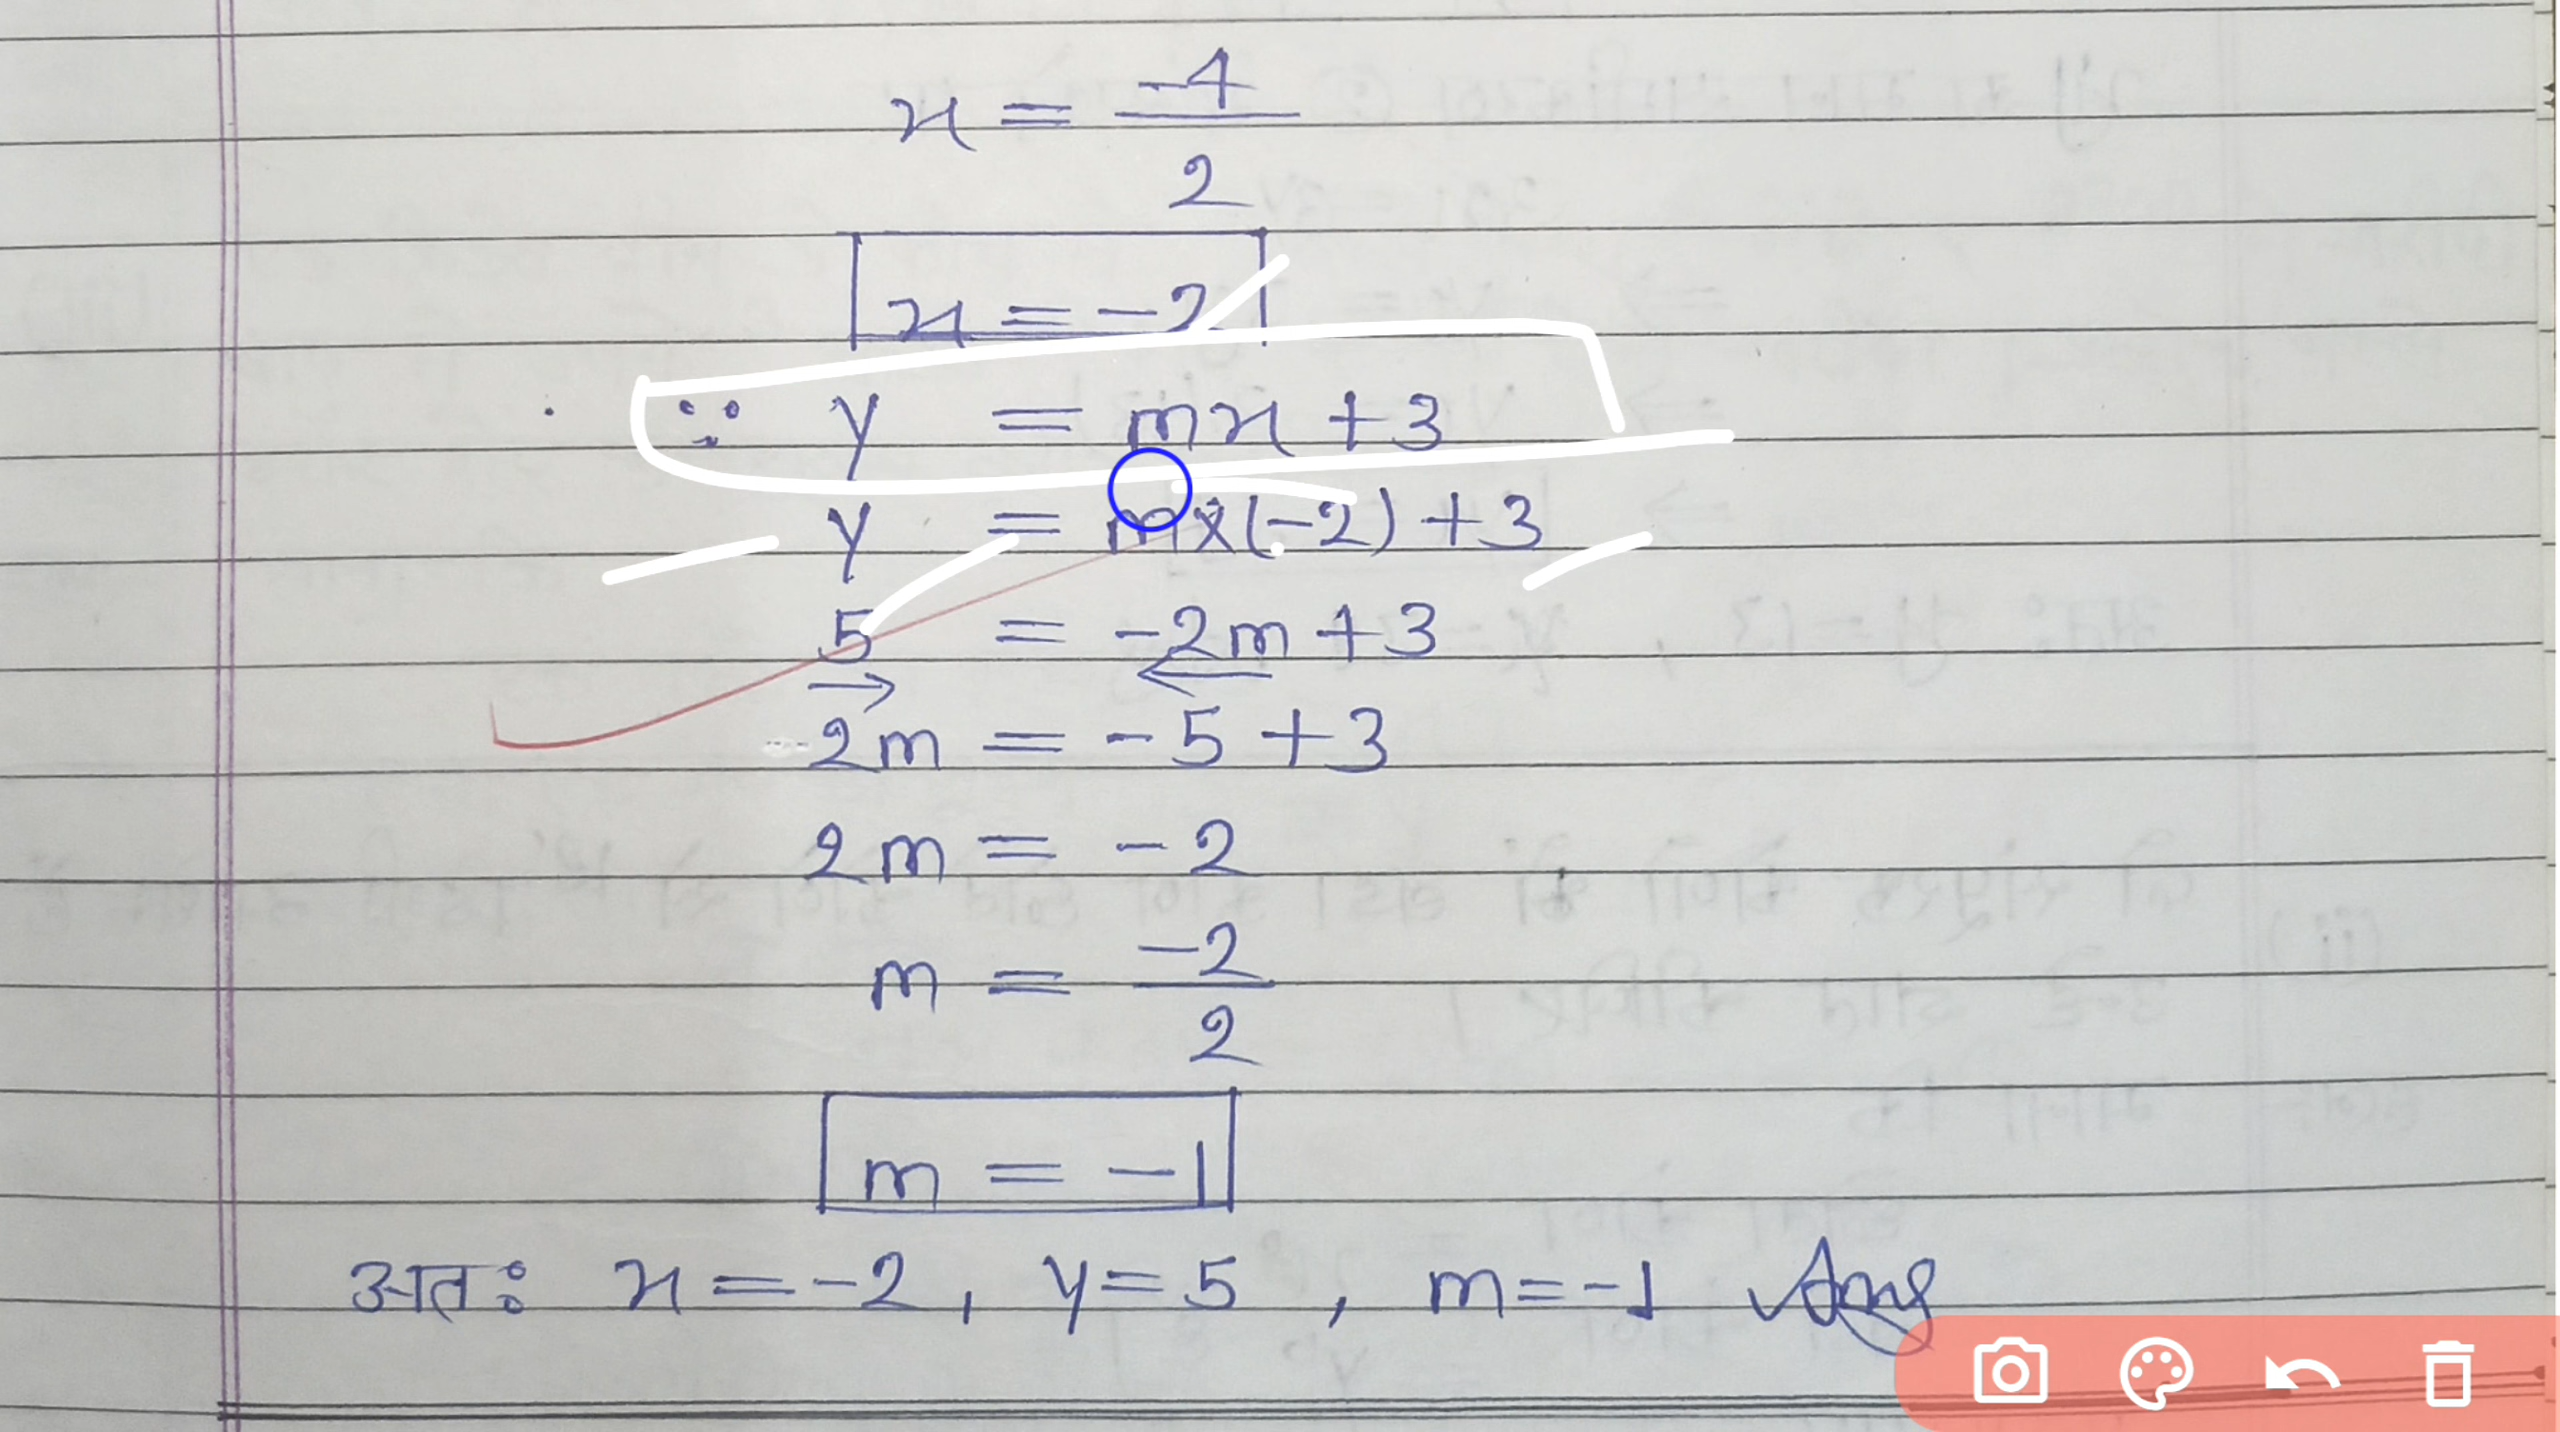 x = -4/2
x = -2
∵ y = mx + 3
y = m×(-2) + 3
5 = -2m + 3
2m = -5 + 3
2m = -2
m = -2/2
m = -1
अतः x = -2, y = 5, m = -1 Ans